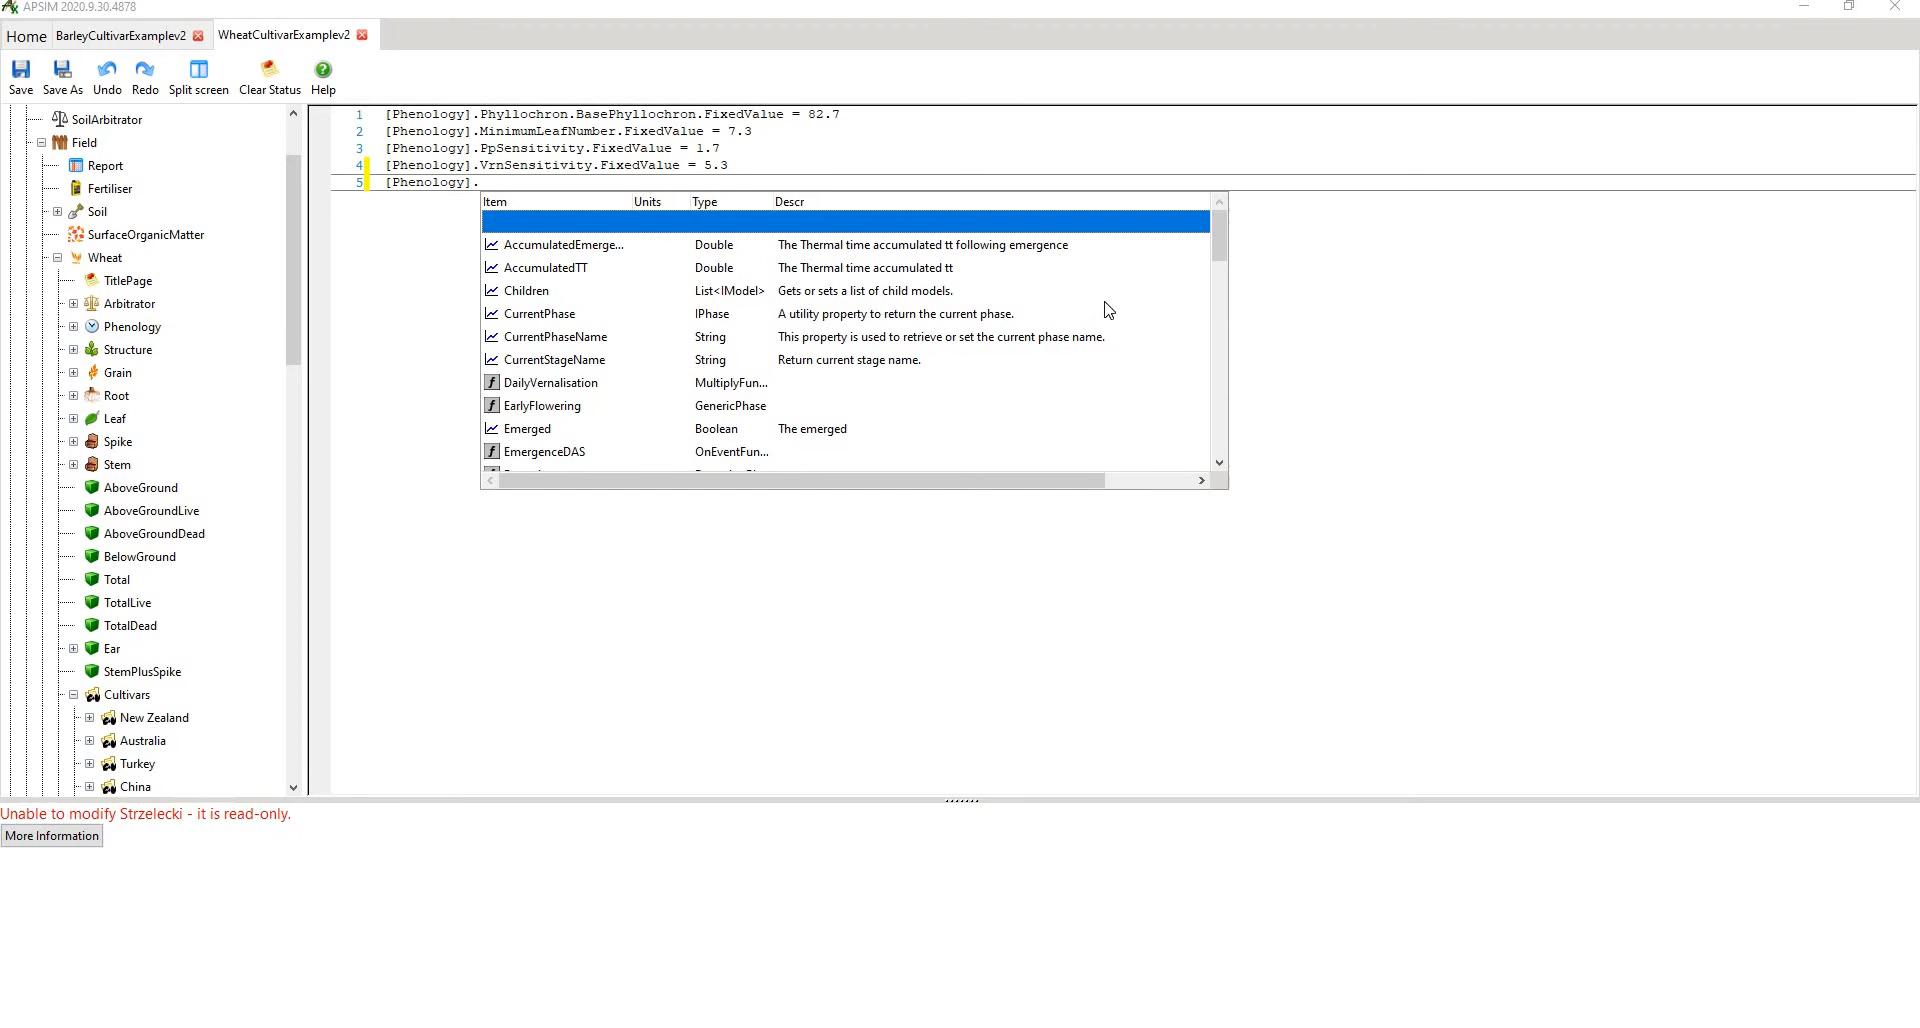 APSIM 2020.9.30.4878
Home BarleyCultivarExamplev2 WheatCultivarExamplev2
Save Save As Undo Redo Split screen Clear Status Help
SoilArbitrator
Field
Report
Fertiliser
Soil
SurfaceOrganicMatter
Wheat
TitlePage
Arbitrator
Phenology
Structure
Grain
Root
Leaf
Spike
Stem
AboveGround
AboveGroundLive
AboveGroundDead
BelowGround
Total
TotalLive
TotalDead
Ear
StemPlusSpike
Cultivars
New Zealand
Australia
Turkey
China
1 [Phenology].Phyllochron.BasePhyllochron.FixedValue = 82.7
2 [Phenology].MinimumLeafNumber.FixedValue = 7.3
3 [Phenology].PpSensitivity.FixedValue = 1.7
4 [Phenology].VrnSensitivity.FixedValue = 5.3
5 [Phenology].
Item Units Type Descr
AccumulatedEmerge... Double The Thermal time accumulated tt following emergence
AccumulatedTT Double The Thermal time accumulated tt
Children List<IModel> Gets or sets a list of child models.
CurrentPhase IPhase A utility property to return the current phase.
CurrentPhaseName String This property is used to retrieve or set the current phase name.
CurrentStageName String Return current stage name.
DailyVernalisation MultiplyFun...
EarlyFlowering GenericPhase
Emerged Boolean The emerged
EmergenceDAS OnEventFun...
Unable to modify Strzelecki - it is read-only.
More Information